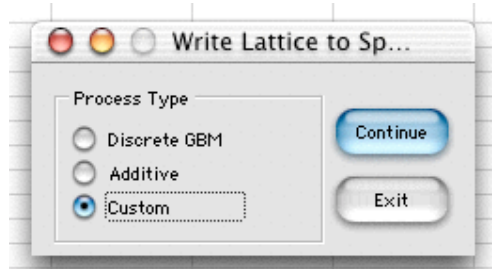 Write Lattice to Sp...
Process Type
Discrete GBM
Additive
Custom
Continue
Exit